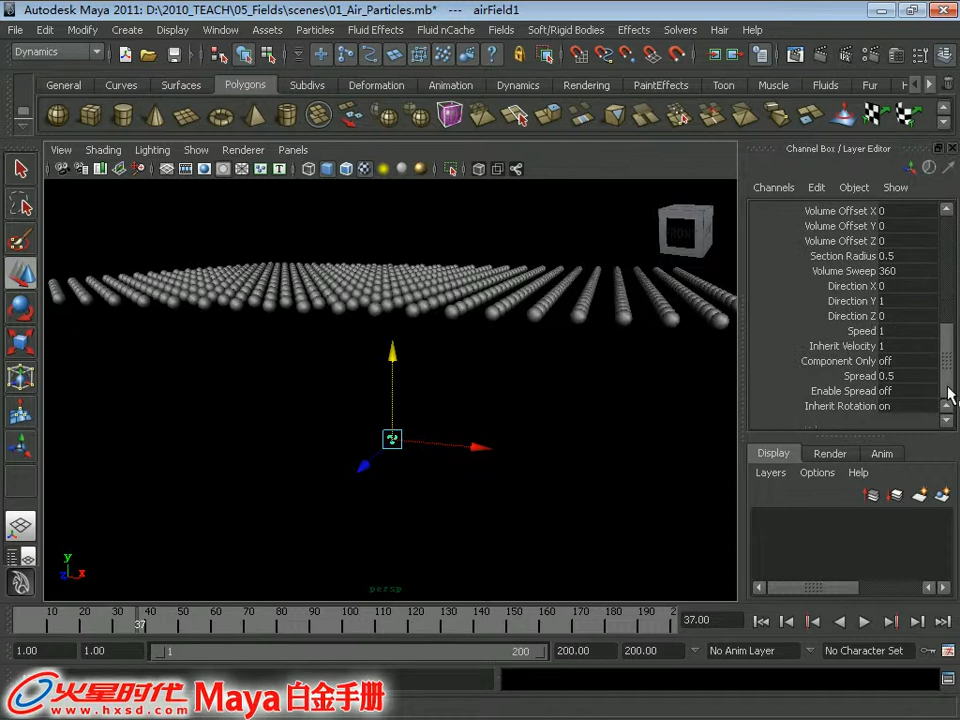 Autodesk Maya 2011: D:\2010_TEACH\05_Fields\scenes\01_Air_Particles.mb* --- airField1
File Edit Modify Create Display Window Assets Particles Fluid Effects Fluid nCache Fields Soft/Rigid Bodies Effects Solvers Hair Help
Dynamics
General Curves Surfaces Polygons Subdivs Deformation Animation Dynamics Rendering PaintEffects Toon Muscle Fluids Fur
View Shading Lighting Show Renderer Panels
Channel Box / Layer Editor
Channels Edit Object Show
Volume Offset X 0
Volume Offset Y 0
Volume Offset Z 0
Section Radius 0.5
Volume Sweep 360
Direction X 0
Direction Y 1
Direction Z 0
Speed 1
Inherit Velocity 1
Component Only off
Spread 0.5
Enable Spread off
Inherit Rotation on
Display Render Anim
Layers Options Help
y
z x
persp
10 20 30 40 50 60 70 80 90 100 110 120 130 140 150 160 170 180 190 2
37
37.00
1.00 1.00 1 200 200.00 200.00 No Anim Layer No Character Set
火星时代 Maya 白金手册
www.hxsd.com